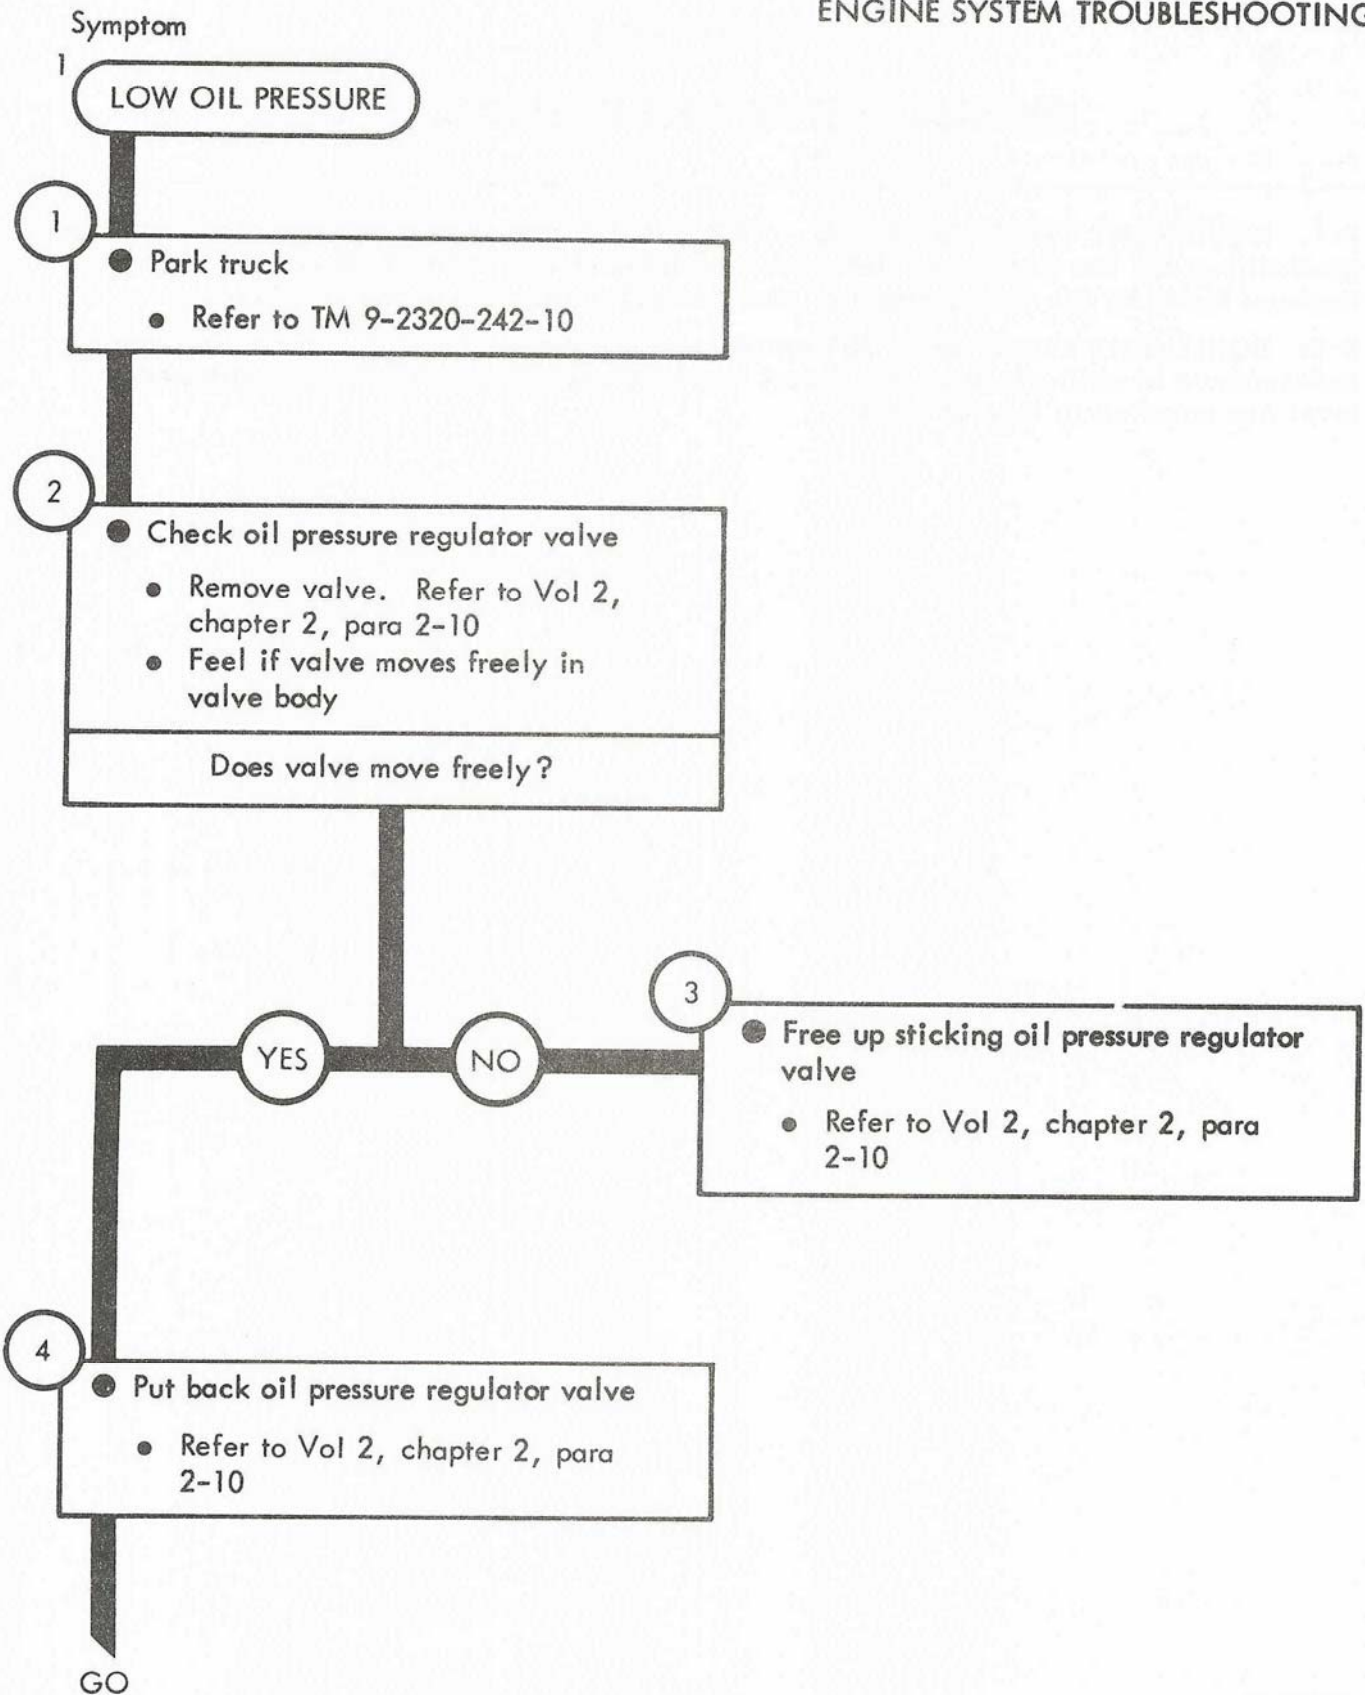 ENGINE SYSTEM TROUBLESHOOTING
Symptom
1
LOW OIL PRESSURE
1
● Park truck
● Refer to TM 9-2320-242-10
2
● Check oil pressure regulator valve
● Remove valve. Refer to Vol 2,
chapter 2, para 2-10
● Feel if valve moves freely in
valve body
Does valve move freely?
YES
NO
3
● Free up sticking oil pressure regulator
valve
● Refer to Vol 2, chapter 2, para
2-10
4
● Put back oil pressure regulator valve
● Refer to Vol 2, chapter 2, para
2-10
GO